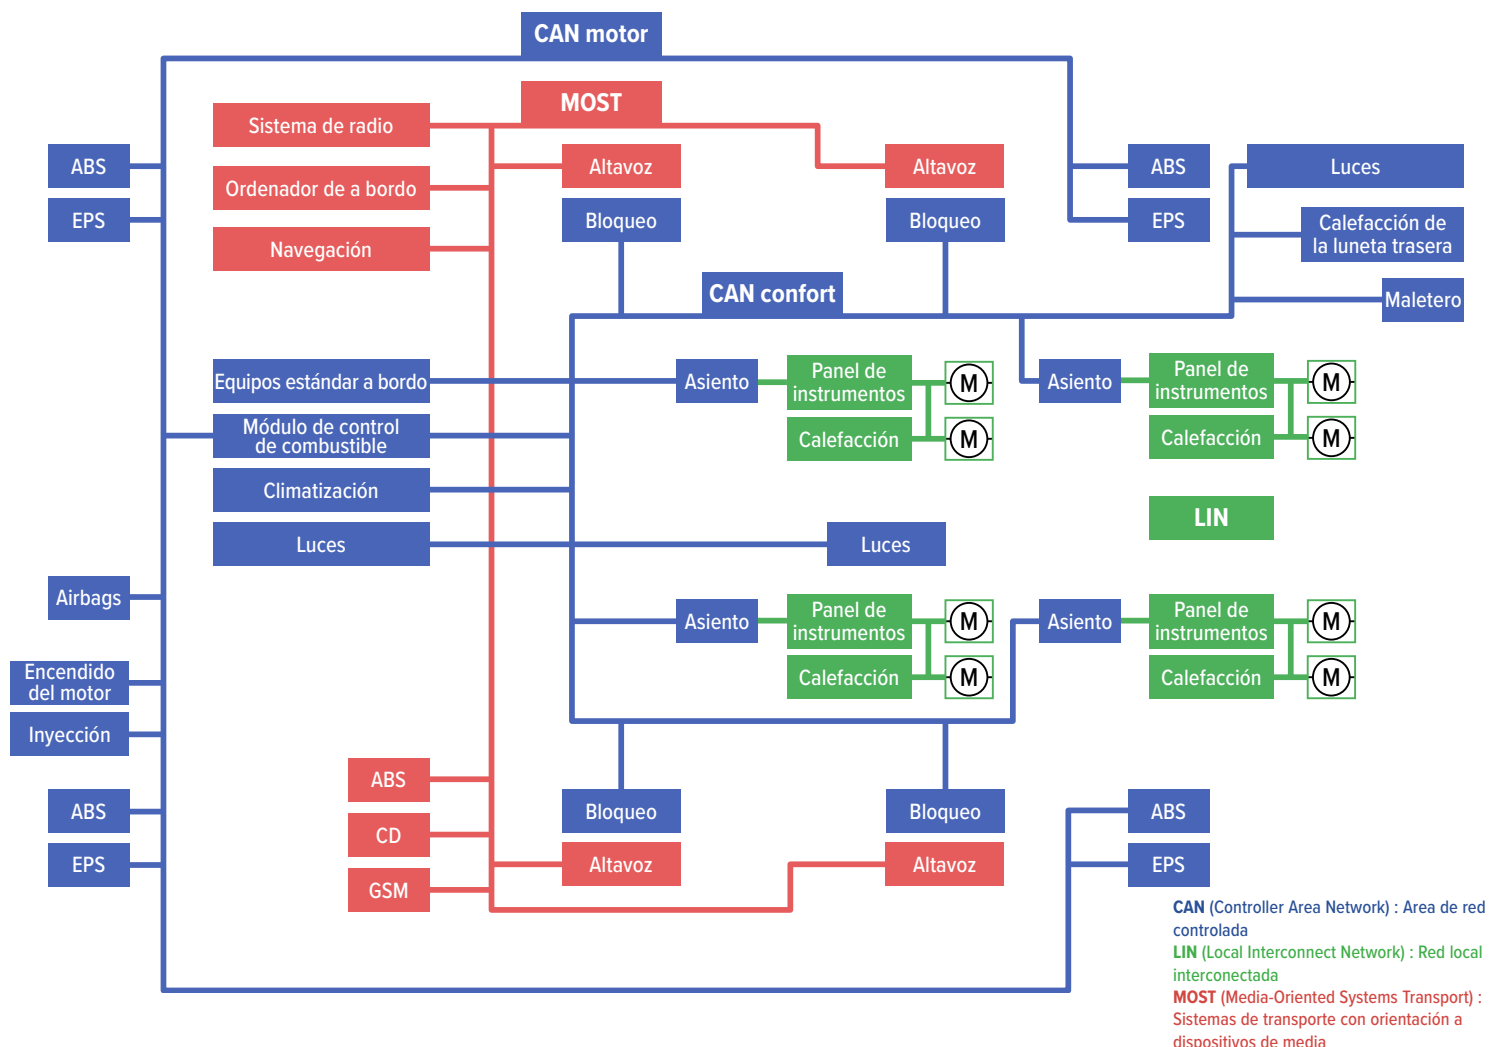 CAN motor
MOST
Sistema de radio
ABS
Altavoz
Altavoz
ABS
Luces
Ordenador de a bordo
EPS
Bloqueo
Bloqueo
EPS
Calefacción de
la luneta trasera
Navegación
CAN confort
Maletero
Equipos estándar a bordo
Asiento
Panel de
instrumentos
M
Asiento
Panel de
instrumentos
M
Módulo de control
de combustible
Calefacción
M
Calefacción
M
Climatización
LIN
Luces
Luces
Airbags
Asiento
Panel de
instrumentos
M
Asiento
Panel de
instrumentos
M
Encendido
del motor
Calefacción
M
Calefacción
M
Inyección
ABS
ABS
Bloqueo
Bloqueo
ABS
CD
EPS
Altavoz
Altavoz
EPS
GSM
CAN (Controller Area Network) : Area de red
controlada
LIN (Local Interconnect Network) : Red local
interconectada
MOST (Media-Oriented Systems Transport) :
Sistemas de transporte con orientación a
dispositivos de media